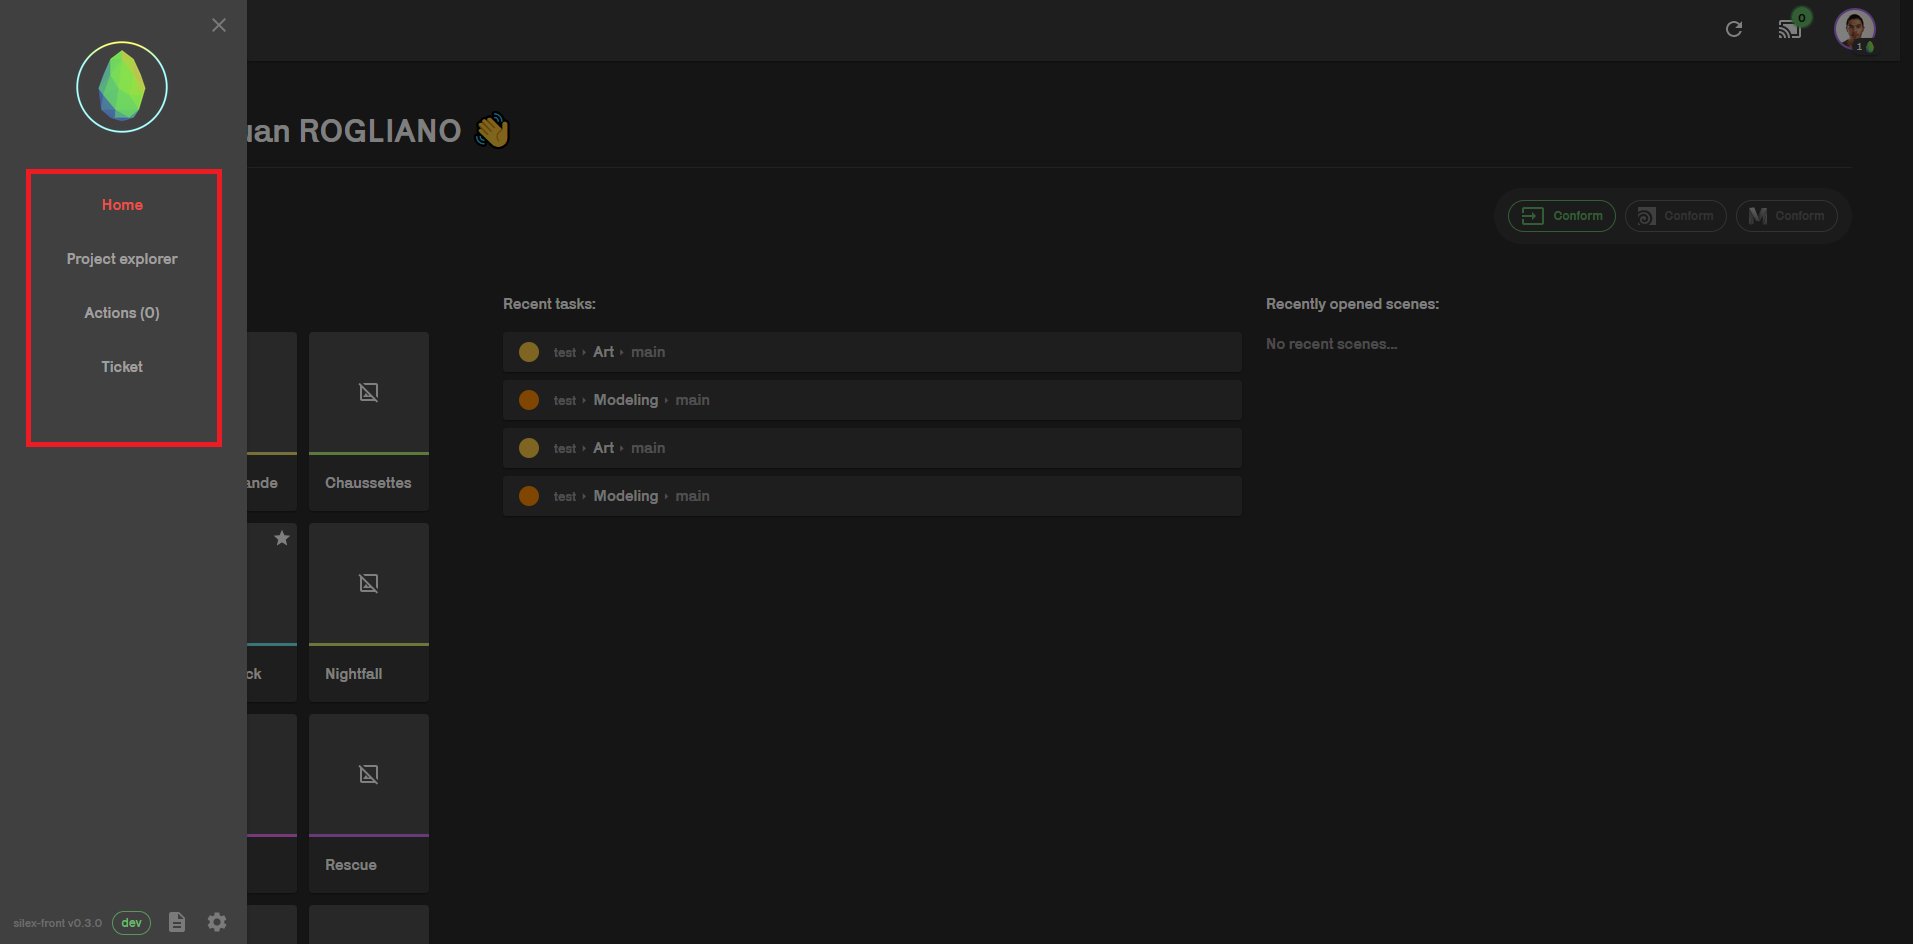 0
1
uan ROGLIANO
Home
Project explorer
Actions (0)
Ticket
Conform
Conform
Conform
Recent tasks:
test Art main
test Modeling main
test Art main
test Modeling main
Recently opened scenes:
No recent scenes...
ande
Chaussettes
ck
Nightfall
Rescue
silex-front v0.3.0
dev